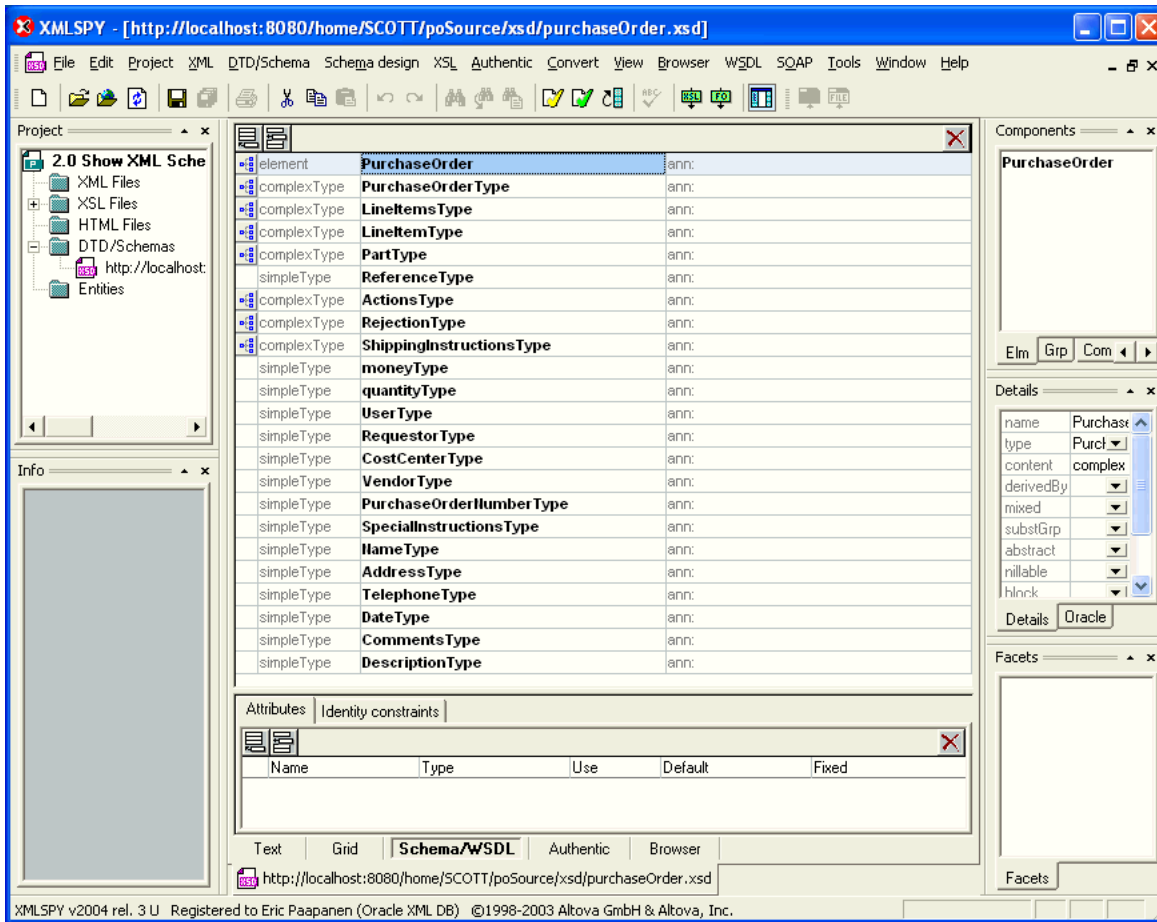 XMLSPY - [http://localhost:8080/home/SCOTT/poSource/xsd/purchaseOrder.xsd]
File Edit Project XML DTD/Schema Schema design XSL Authentic Convert View Browser WSDL SOAP Tools Window Help
Project
2.0 Show XML Sche
XML Files
XSL Files
HTML Files
DTD/Schemas
http://localhost:
Entities
Info
element PurchaseOrder ann:
complexType PurchaseOrderType ann:
complexType LineItemsType ann:
complexType LineItemType ann:
complexType PartType ann:
simpleType ReferenceType ann:
complexType ActionsType ann:
complexType RejectionType ann:
complexType ShippingInstructionsType ann:
simpleType moneyType ann:
simpleType quantityType ann:
simpleType UserType ann:
simpleType RequestorType ann:
simpleType CostCenterType ann:
simpleType VendorType ann:
simpleType PurchaseOrderNumberType ann:
simpleType SpecialInstructionsType ann:
simpleType NameType ann:
simpleType AddressType ann:
simpleType TelephoneType ann:
simpleType DateType ann:
simpleType CommentsType ann:
simpleType DescriptionType ann:
Attributes Identity constraints
Name Type Use Default Fixed
Text Grid Schema/WSDL Authentic Browser
http://localhost:8080/home/SCOTT/poSource/xsd/purchaseOrder.xsd
Components
PurchaseOrder
Elm Grp Com
Details
name Purchase
type Purch
content complex
derivedBy
mixed
substGrp
abstract
nillable
block
Details Oracle
Facets
Facets
XMLSPY v2004 rel. 3 U Registered to Eric Paapanen (Oracle XML DB) ©1998-2003 Altova GmbH & Altova, Inc.